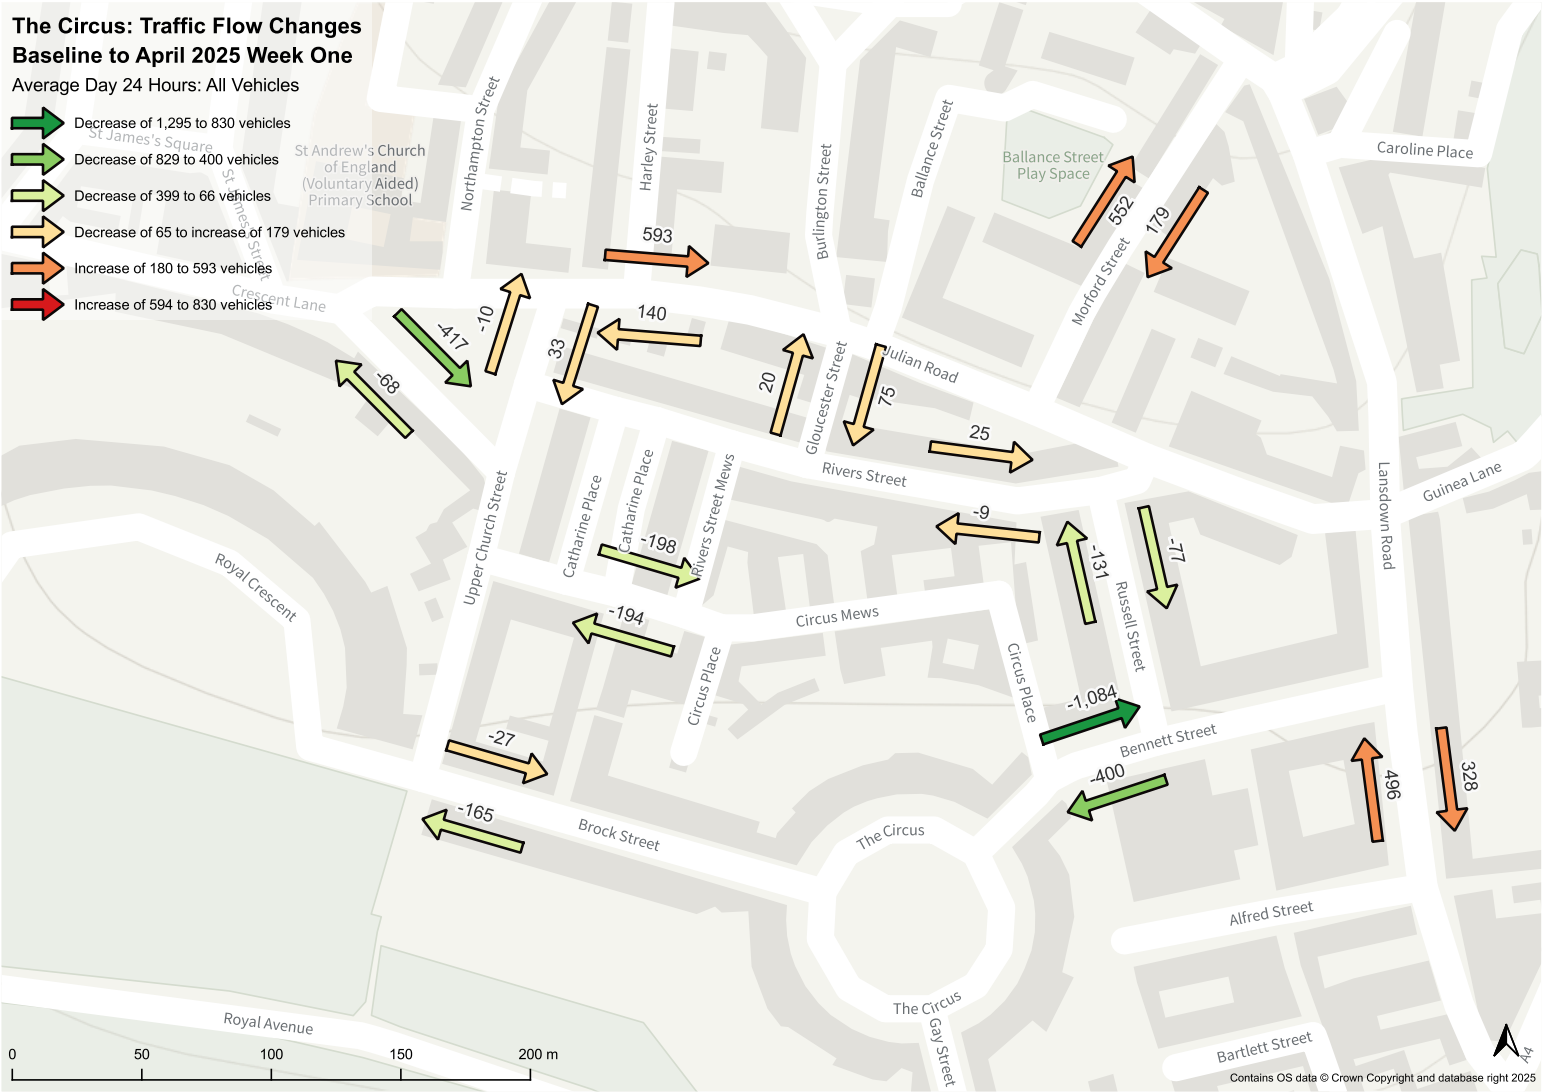 The Circus: Traffic Flow Changes
Baseline to April 2025 Week One
Average Day 24 Hours: All Vehicles
Decrease of 1,295 to 830 vehicles
Decrease of 829 to 400 vehicles
Decrease of 399 to 66 vehicles
Decrease of 65 to increase of 179 vehicles
Increase of 180 to 593 vehicles
Increase of 594 to 830 vehicles
St James's Square
St James's Street
Crescent Lane
St Andrew's Church
of England
(Voluntary Aided)
Primary School
Northampton Street
Harley Street
Burlington Street
Ballance Street
Ballance Street
Play Space
Morford Street
Caroline Place
552
179
593
140
-10
33
-417
-68
20
75
Gloucester Street
Julian Road
25
Rivers Street
-9
Lansdown Road
Guinea Lane
Upper Church Street
Catharine Place
Catharine Place
Rivers Street Mews
-198
-194
-131
-77
Russell Street
Royal Crescent
Circus Mews
Circus Place
Circus Place
-1,084
Bennett Street
-400
-27
-165
Brock Street
496
328
The Circus
Alfred Street
The Circus
Gay Street
Royal Avenue
Bartlett Street
A4
0
50
100
150
200 m
Contains OS data © Crown Copyright and database right 2025